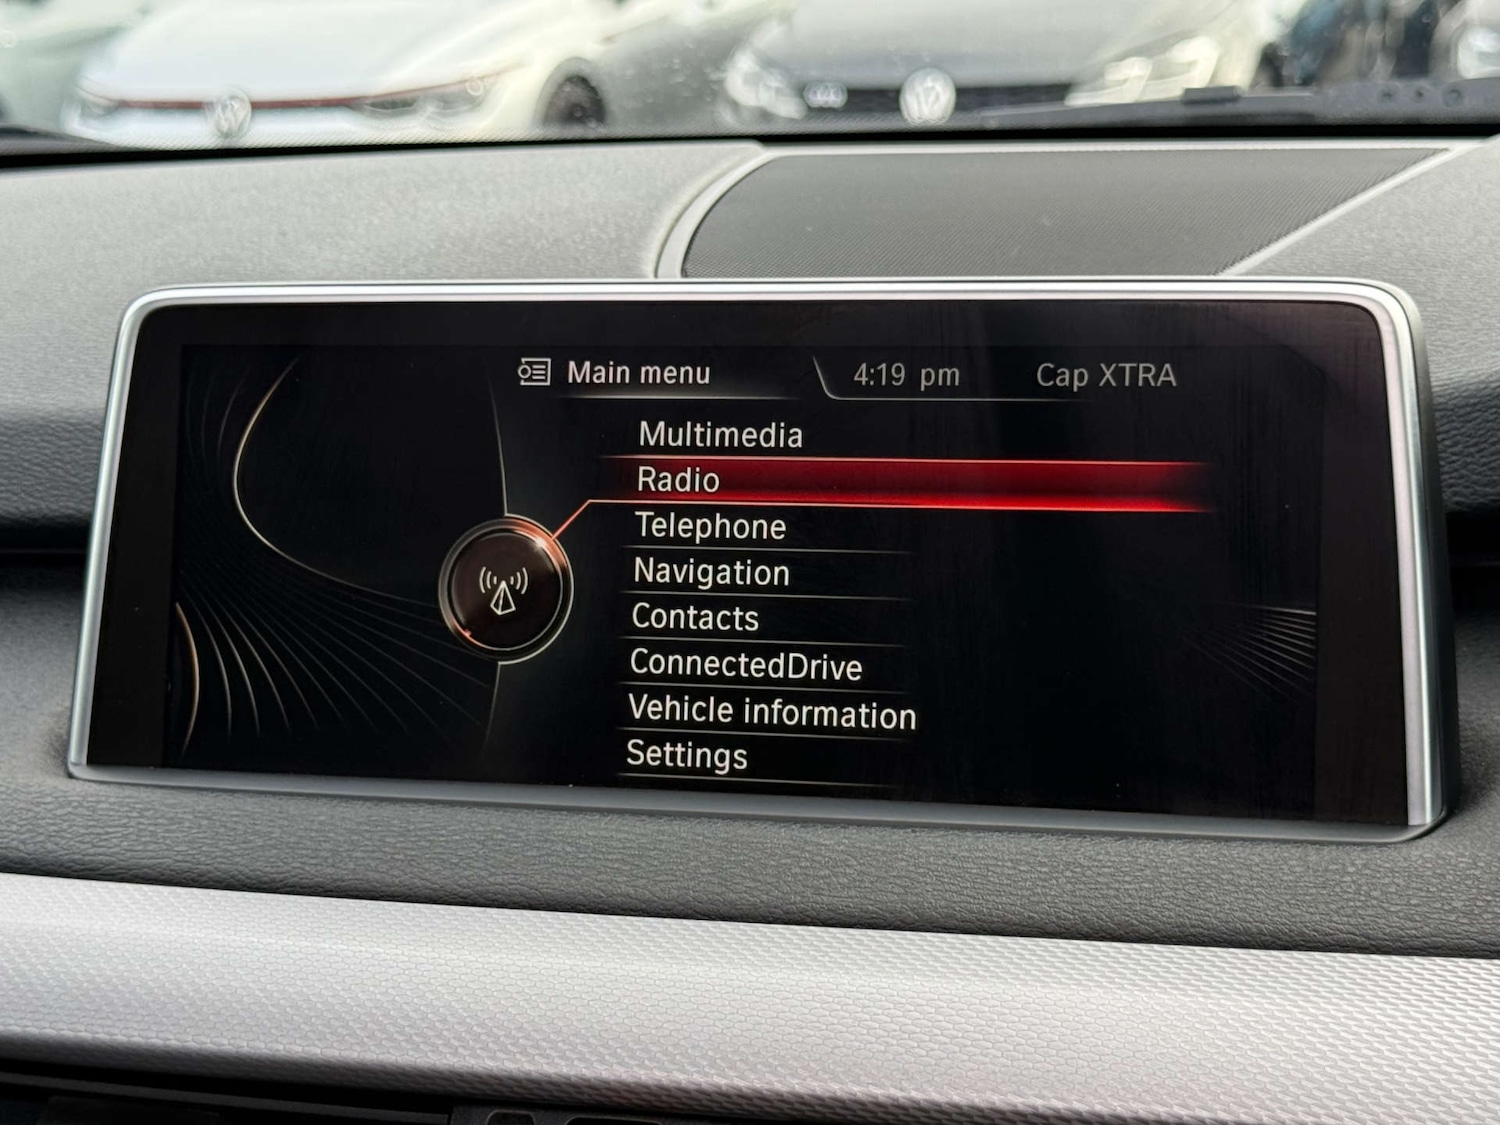 Main menu 4:19 pm Cap XTRA
Multimedia
Radio
Telephone
Navigation
Contacts
ConnectedDrive
Vehicle information
Settings